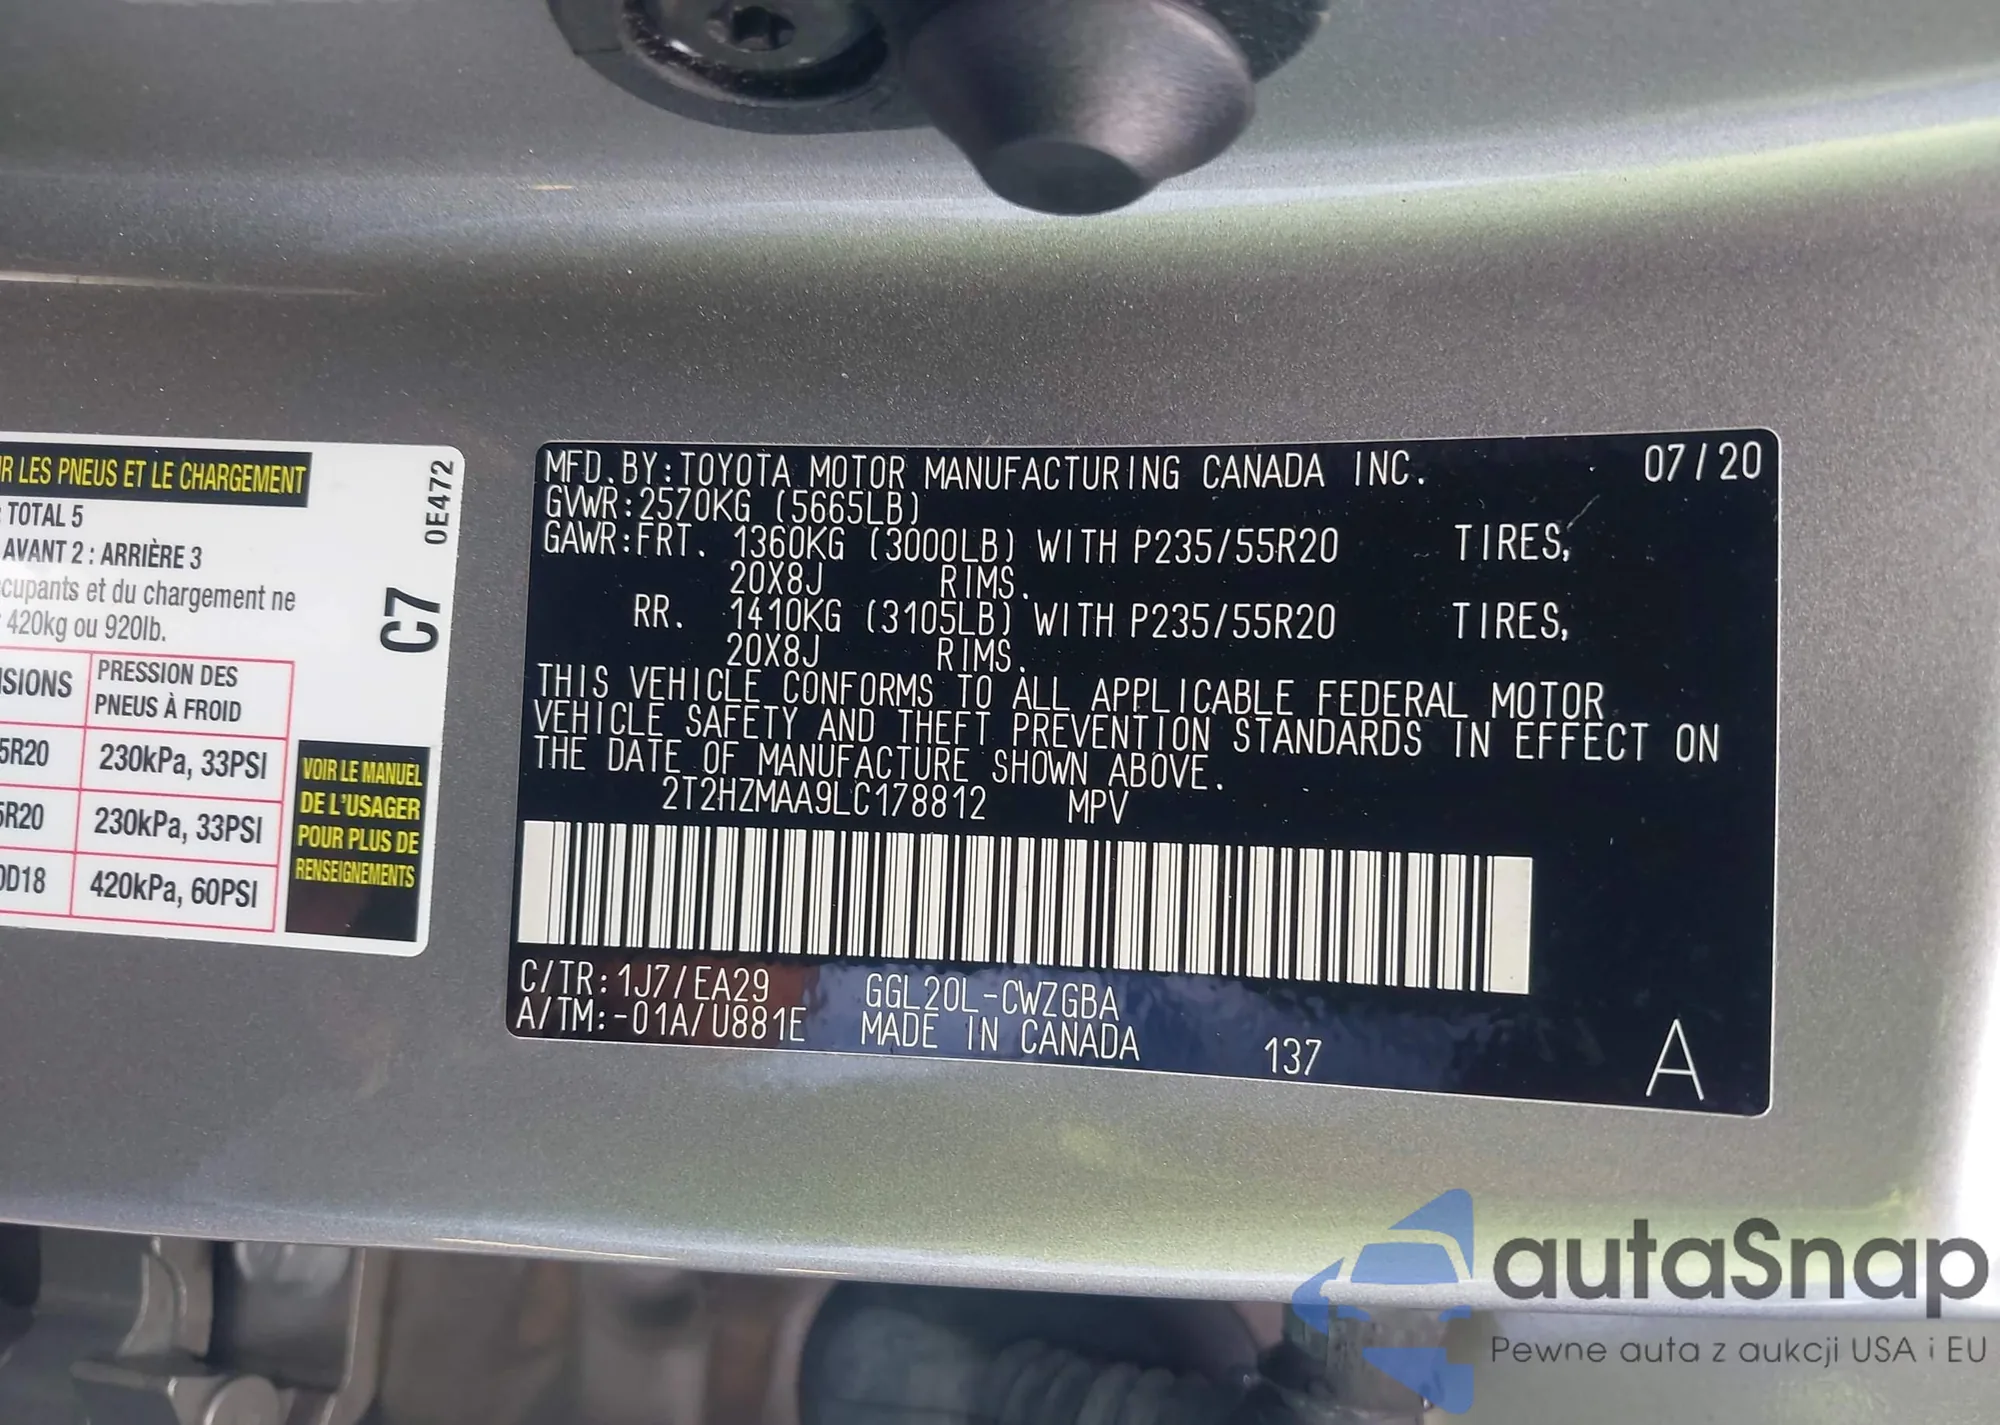 R LES PNEUS ET LE CHARGEMENT
: TOTAL 5
AVANT 2 : ARRIÈRE 3
ccupants et du chargement ne
420kg ou 920lb.
SIONS
PRESSION DES
PNEUS À FROID
5R20
230kPa, 33PSI
5R20
230kPa, 33PSI
0D18
420kPa, 60PSI
0E472
C7
VOIR LE MANUEL
DE L'USAGER
POUR PLUS DE
RENSEIGNEMENTS
MFD.BY:TOYOTA MOTOR MANUFACTURING CANADA INC. 07/20
GVWR:2570KG (5665LB)
GAWR:FRT. 1360KG (3000LB) WITH P235/55R20 TIRES,
20X8J RIMS.
RR. 1410KG (3105LB) WITH P235/55R20 TIRES,
20X8J RIMS.
THIS VEHICLE CONFORMS TO ALL APPLICABLE FEDERAL MOTOR
VEHICLE SAFETY AND THEFT PREVENTION STANDARDS IN EFFECT ON
THE DATE OF MANUFACTURE SHOWN ABOVE.
2T2HZMAA9LC178812 MPV
C/TR:1J7/EA29 GGL20L-CWZGBA
A/TM:-01A/U881E MADE IN CANADA 137 A
autaSnap
Pewne auta z aukcji USA i EU